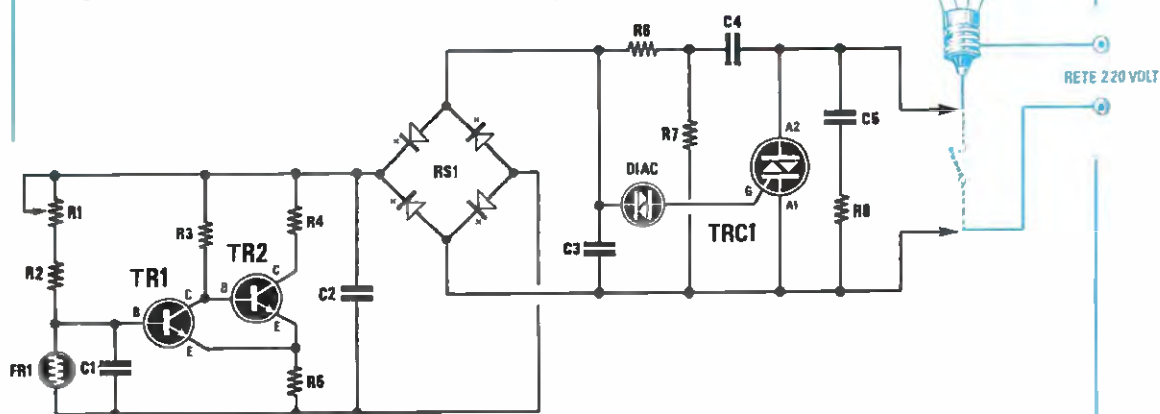 C4
R6
RETE 220 VOLT
C5
R7
A2
DIAC
RS1
G
A1
R1
R8
R3
R4
C3
TRC1
TR1
TR2
R2
C
C
B
C2
B
E
E
FR1
C1
R5